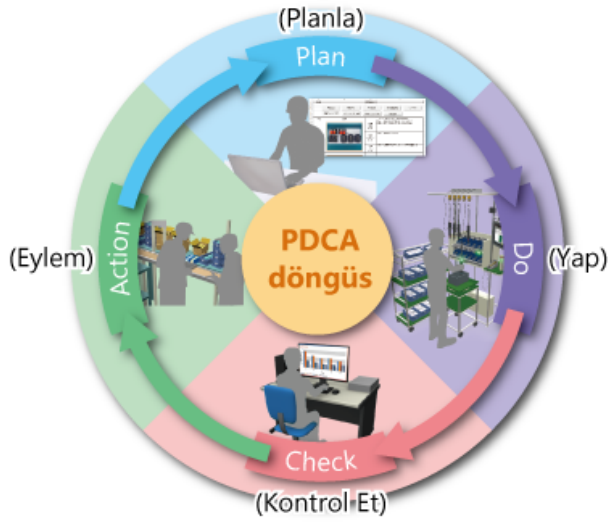 (Planla)
Plan
Do
(Yap)
(Eylem)
Action
PDCA
döngüs
Check
(Kontrol Et)